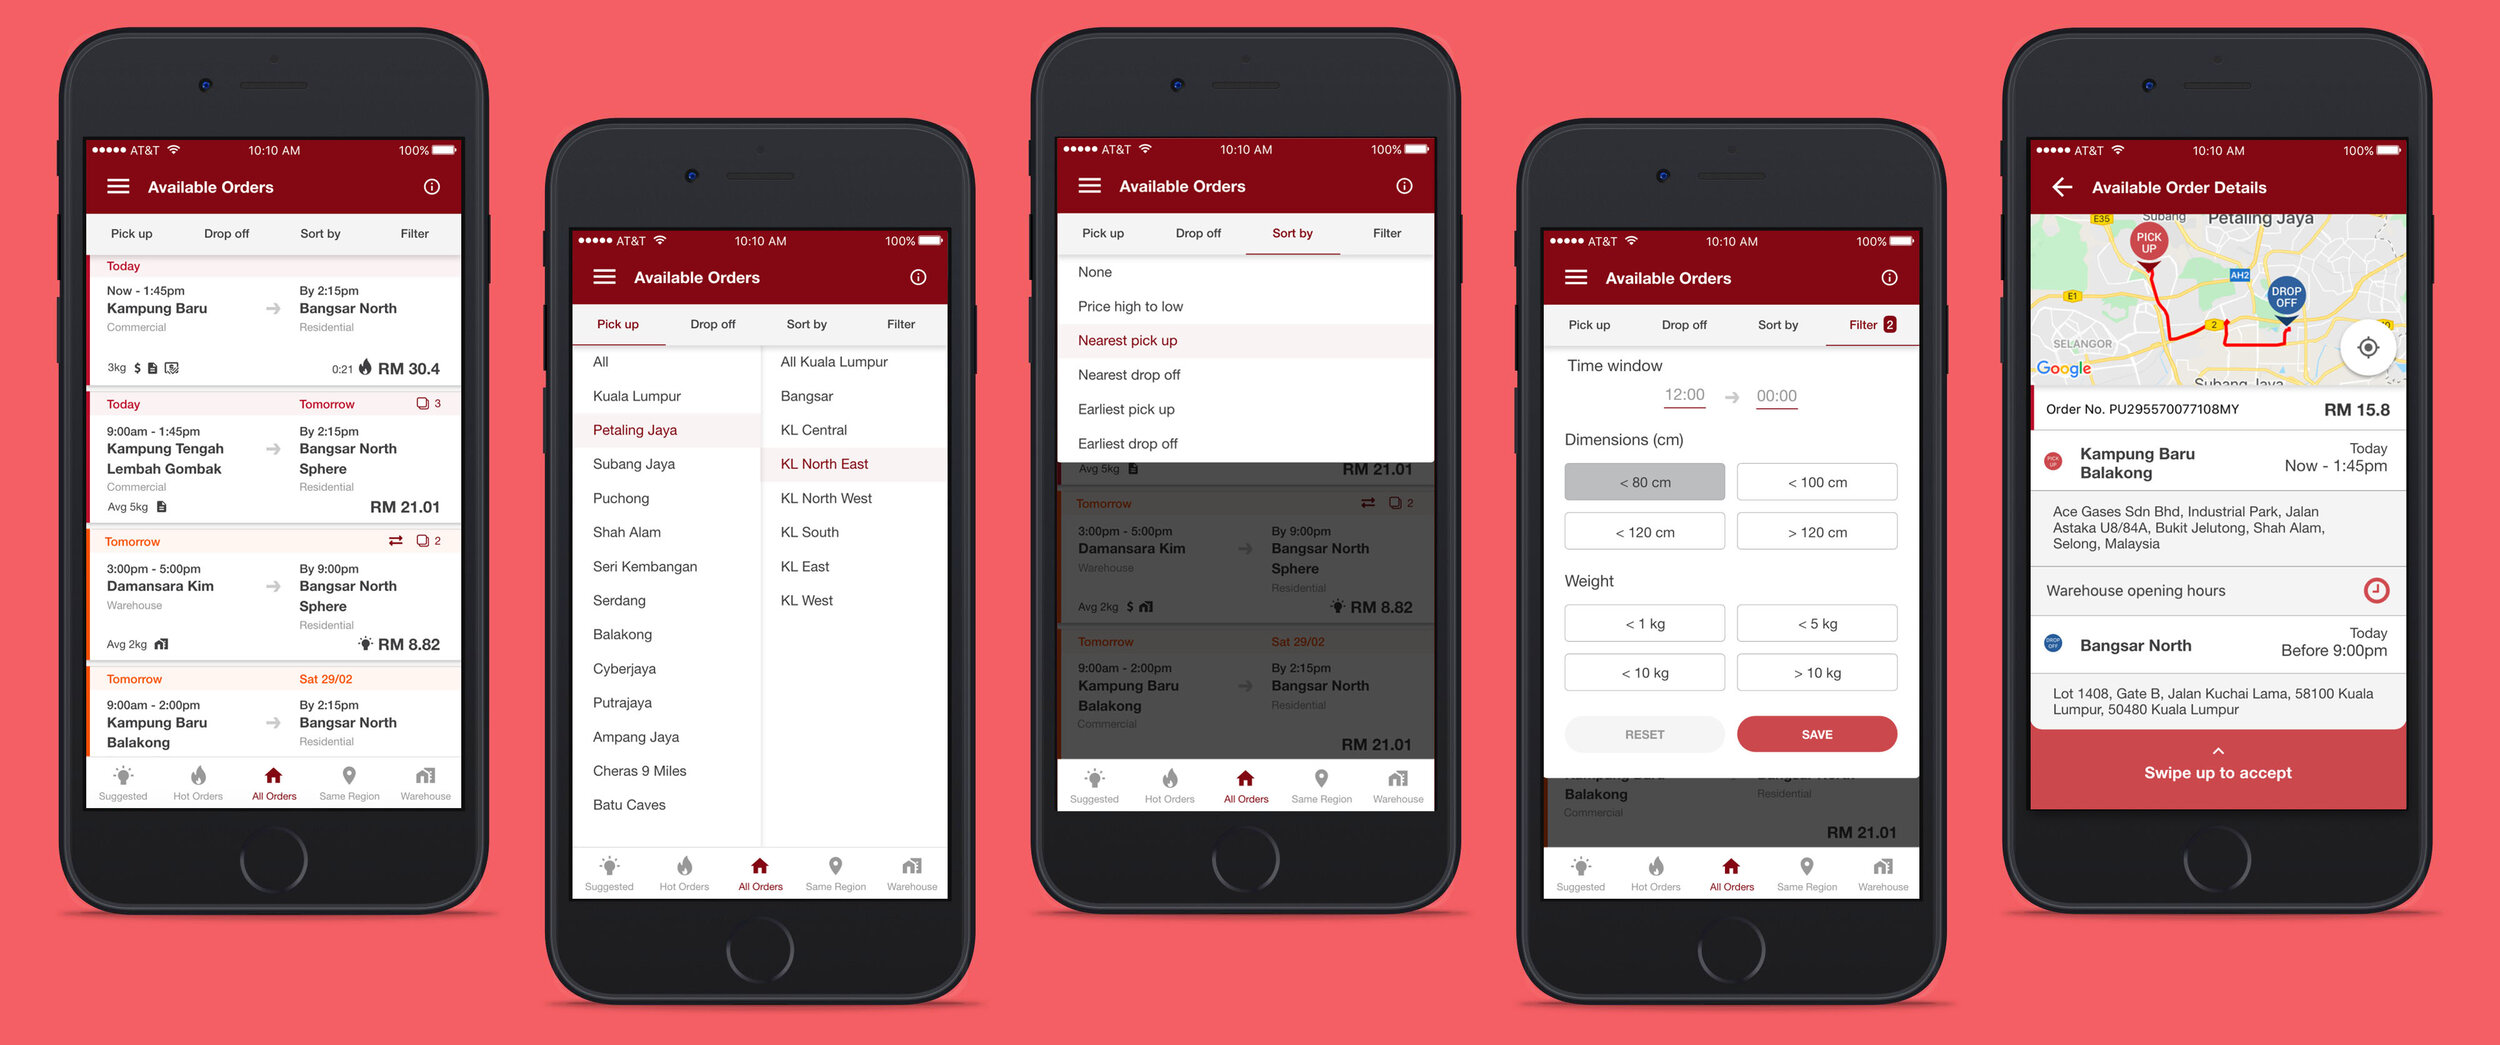 AT&T 10:10 AM 100%
Available Orders
Pick up Drop off Sort by Filter
Today
Now - 1:45pm By 2:15pm
Kampung Baru Bangsar North
Commercial Residential
3kg $ 0:21 RM 30.4
Today Tomorrow 3
9:00am - 1:45pm By 2:15pm
Kampung Tengah Bangsar North
Lembah Gombak Sphere
Commercial Residential
Avg 5kg RM 21.01
Tomorrow 2
3:00pm - 5:00pm By 9:00pm
Damansara Kim Bangsar North
Warehouse Sphere
Residential
Avg 2kg RM 8.82
Tomorrow Sat 29/02
9:00am - 2:00pm By 2:15pm
Kampung Baru Bangsar North
Balakong Residential
Suggested Hot Orders All Orders Same Region Warehouse
AT&T 10:10 AM 100%
Available Orders
Pick up Drop off Sort by Filter
All All Kuala Lumpur
Kuala Lumpur Bangsar
Petaling Jaya KL Central
Subang Jaya KL North East
Puchong KL North West
Shah Alam KL South
Seri Kembangan KL East
Serdang KL West
Balakong
Cyberjaya
Putrajaya
Ampang Jaya
Cheras 9 Miles
Batu Caves
Suggested Hot Orders All Orders Same Region Warehouse
AT&T 10:10 AM 100%
Available Orders
Pick up Drop off Sort by Filter
None
Price high to low
Nearest pick up
Nearest drop off
Earliest pick up
Earliest drop off
Avg 5kg RM 21.01
Tomorrow 2
3:00pm - 5:00pm By 9:00pm
Damansara Kim Bangsar North
Warehouse Sphere
Residential
Avg 2kg $ RM 8.82
Tomorrow Sat 29/02
9:00am - 2:00pm By 2:15pm
Kampung Baru Bangsar North
Balakong Residential
Commercial
RM 21.01
Suggested Hot Orders All Orders Same Region Warehouse
AT&T 10:10 AM 100%
Available Orders
Pick up Drop off Sort by Filter 2
Time window
12:00 00:00
Dimensions (cm)
< 80 cm < 100 cm
< 120 cm > 120 cm
Weight
< 1 kg < 5 kg
< 10 kg > 10 kg
RESET SAVE
Kampung Baru Bangsar North
Balakong Residential
Commercial
RM 21.01
Suggested Hot Orders All Orders Same Region Warehouse
AT&T 10:10 AM 100%
Available Order Details
E35 Subang Petaling Jaya
PICK UP
AH2
E1 DROP OFF
2
SELANGOR
Google
Subang Jaya
Order No. PU295570077108MY RM 15.8
PICK UP Kampung Baru Today
Balakong Now - 1:45pm
Ace Gases Sdn Bhd, Industrial Park, Jalan
Astaka U8/84A, Bukit Jelutong, Shah Alam,
Selong, Malaysia
Warehouse opening hours
DROP OFF Bangsar North Today
Before 9:00pm
Lot 1408, Gate B, Jalan Kuchai Lama, 58100 Kuala
Lumpur, 50480 Kuala Lumpur
Swipe up to accept